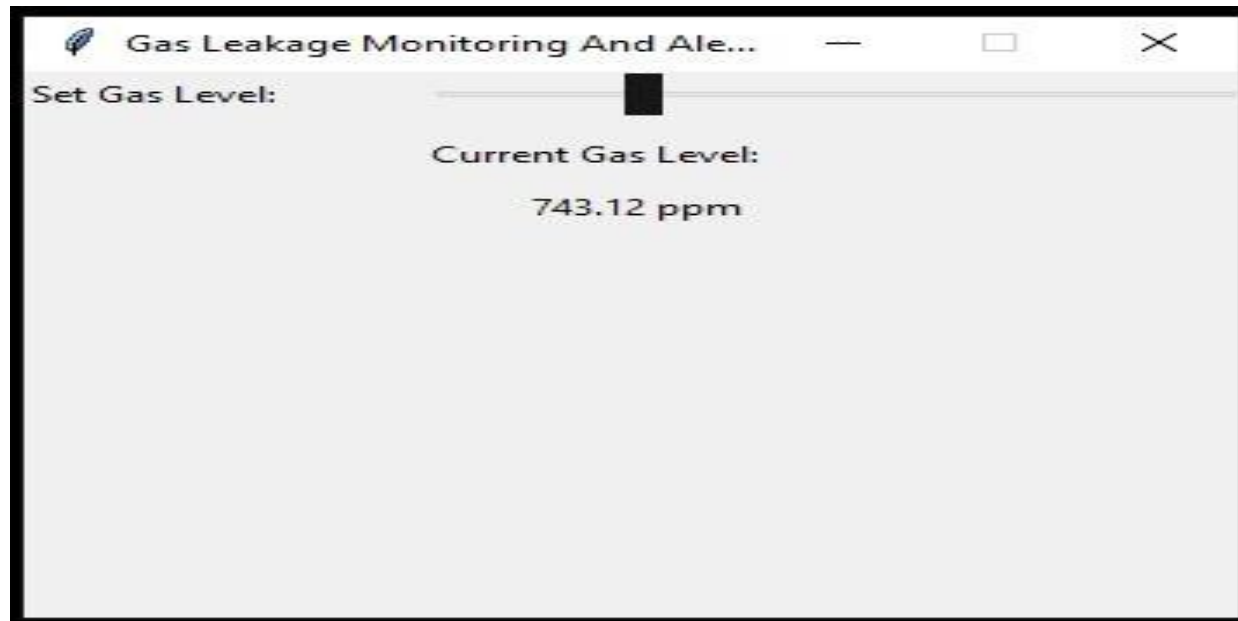 Gas Leakage Monitoring And Ale...
Set Gas Level:
Current Gas Level:
743.12 ppm